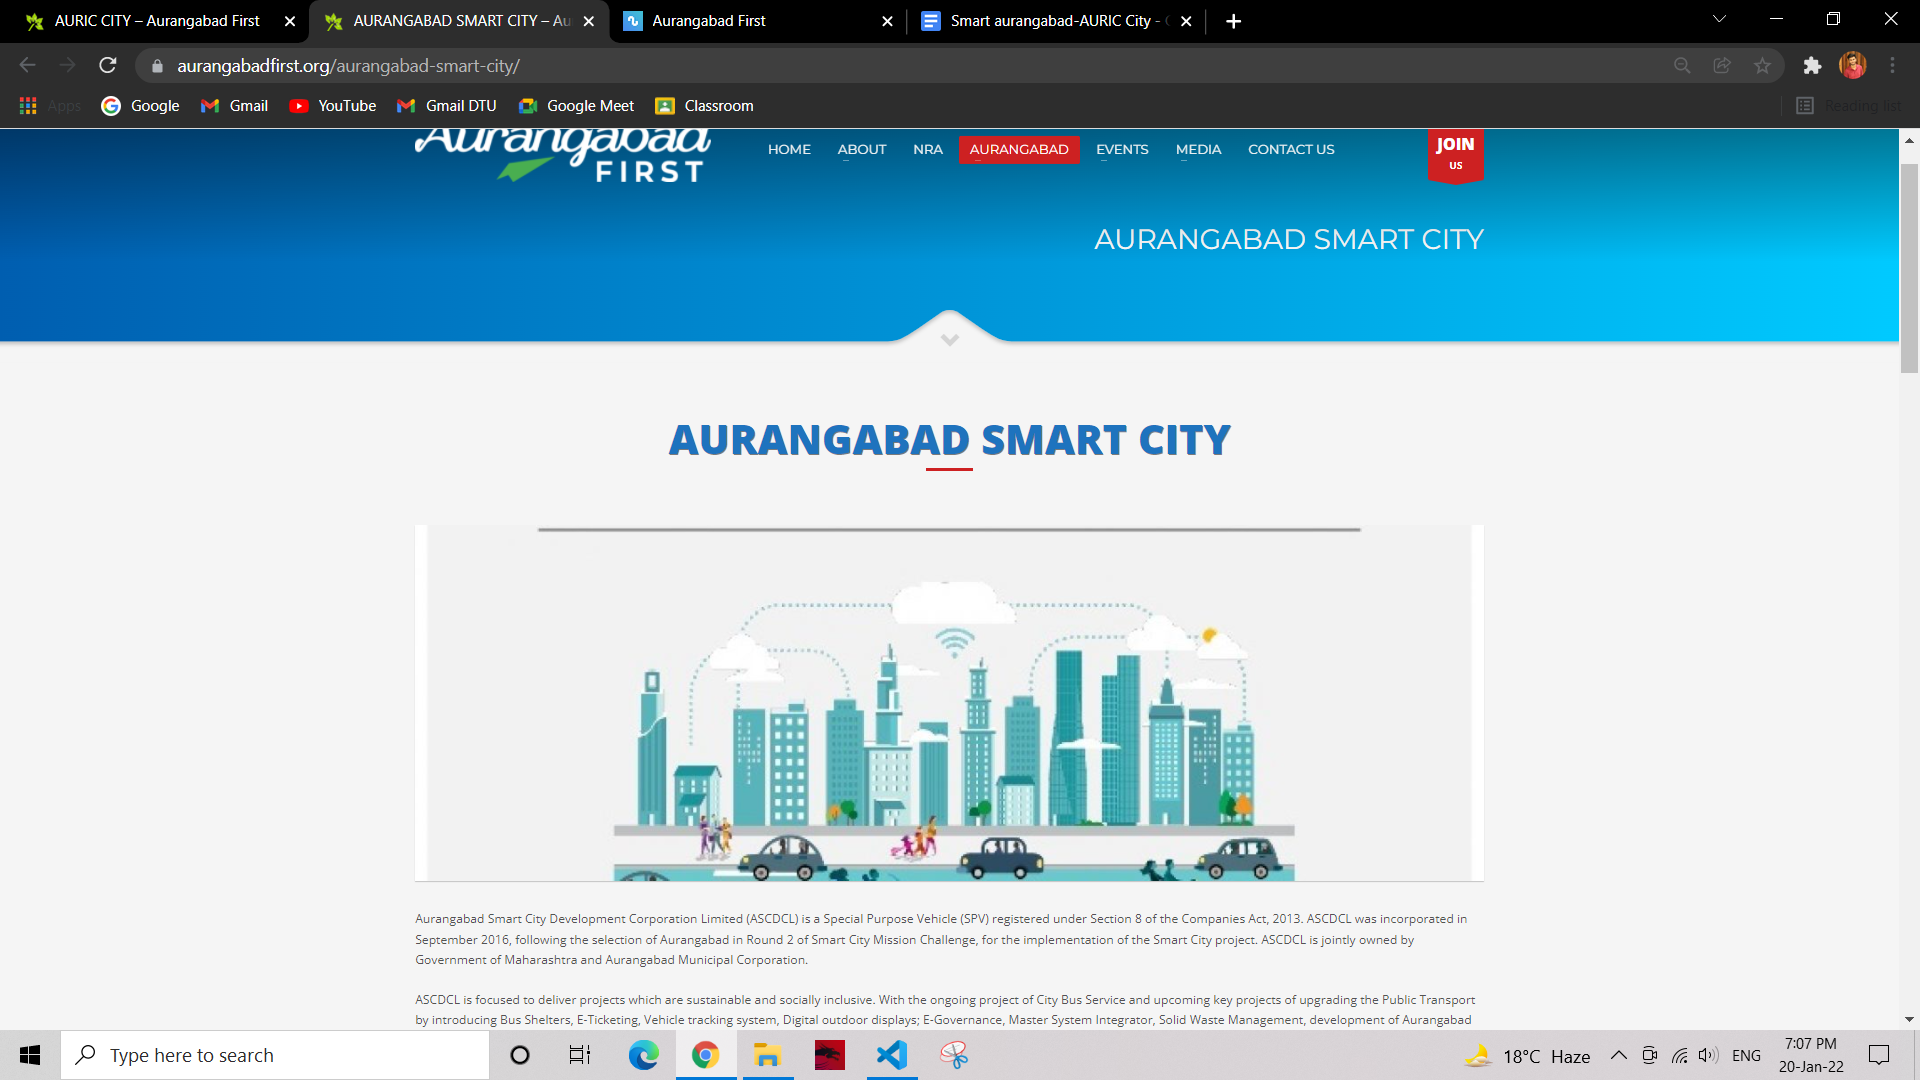 AURIC CITY – Aurangabad First
AURANGABAD SMART CITY – Au
Aurangabad First
Smart aurangabad-AURIC City -
aurangabadfirst.org/aurangabad-smart-city/
Apps
Google
Gmail
YouTube
Gmail DTU
Google Meet
Classroom
Reading list
Aurangabad
FIRST
HOME
ABOUT
NRA
AURANGABAD
EVENTS
MEDIA
CONTACT US
JOIN
US
AURANGABAD SMART CITY
AURANGABAD SMART CITY
Aurangabad Smart City Development Corporation Limited (ASCDCL) is a Special Purpose Vehicle (SPV) registered under Section 8 of the Companies Act, 2013. ASCDCL was incorporated in
September 2016, following the selection of Aurangabad in Round 2 of Smart City Mission Challenge, for the implementation of the Smart City project. ASCDCL is jointly owned by
Government of Maharashtra and Aurangabad Municipal Corporation.
ASCDCL is focused to deliver projects which are sustainable and socially inclusive. With the ongoing project of City Bus Service and upcoming key projects of upgrading the Public Transport
by introducing Bus Shelters, E-Ticketing, Vehicle tracking system, Digital outdoor displays; E-Governance, Master System Integrator, Solid Waste Management, development of Aurangabad
Type here to search
18°C Haze
ENG
7:07 PM
20-Jan-22